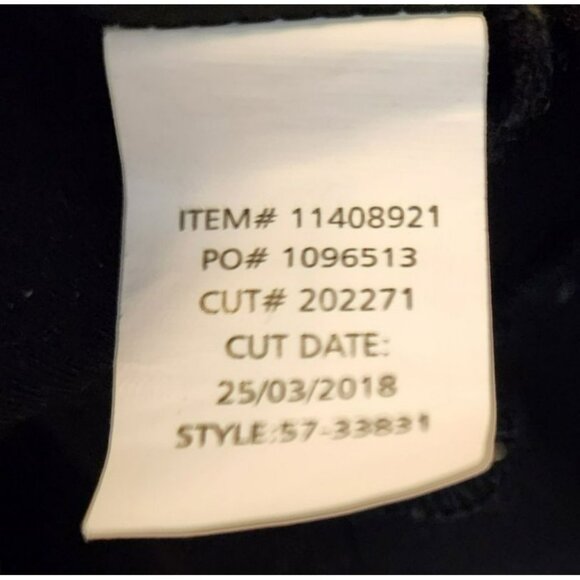 ITEM# 11408921
PO# 1096513
CUT# 202271
CUT DATE:
25/03/2018
STYLE:57-33831